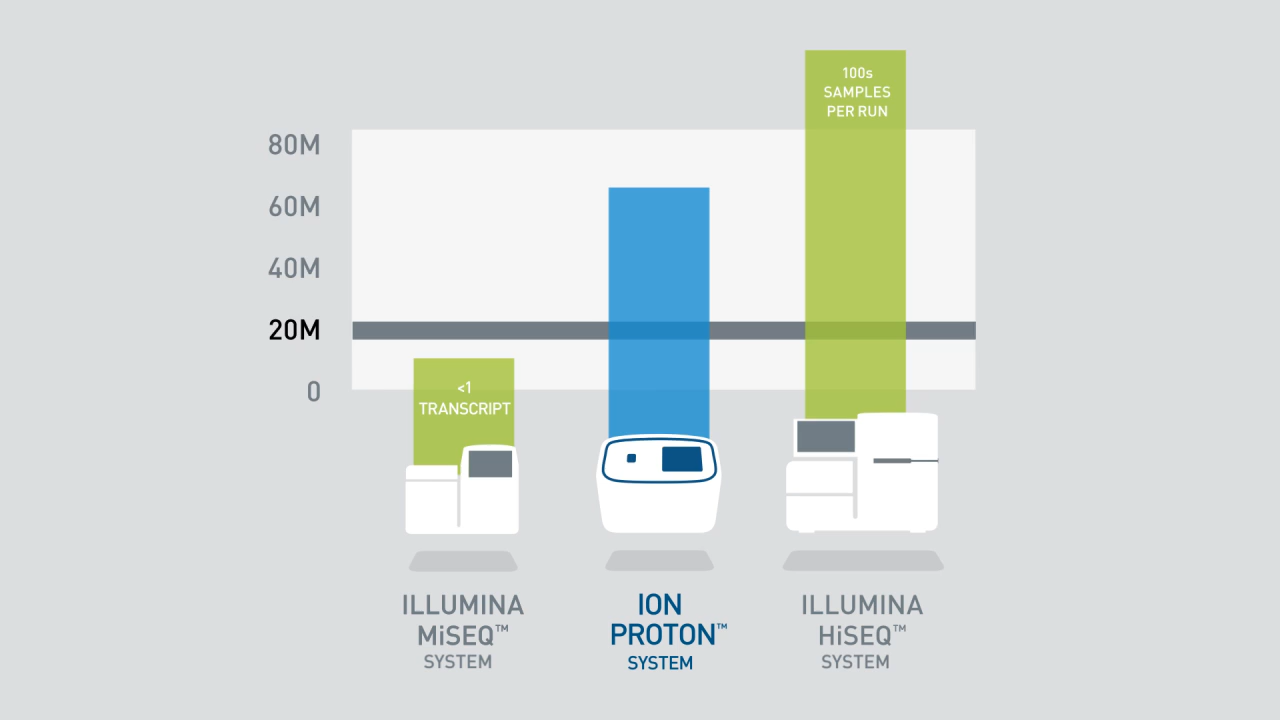 100s
SAMPLES
PER RUN
80M
60M
40M
20M
0
<1
TRANSCRIPT
ILLUMINA
MiSEQ™
SYSTEM
ION
PROTON™
SYSTEM
ILLUMINA
HiSEQ™
SYSTEM